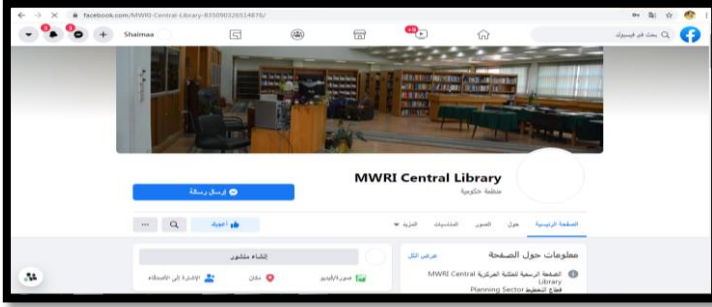 facebook.com/MWRI-Central-Library-835090326514876/
Shaimaa
بحث في فيسبوك
MWRI Central Library
منظمة حكومية
إرسال رسالة
الصفحة الرئيسية
حول
الصور
المناسبات
المزيد
أعجبك
معلومات حول الصفحة
عرض الكل
الصفحة الرسمية للمكتبة المركزية MWRI Central
Library
قطاع التخطيط Planning Sector
إنشاء منشور
صورة/فيديو
مكان
الإشارة إلى الأصدقاء